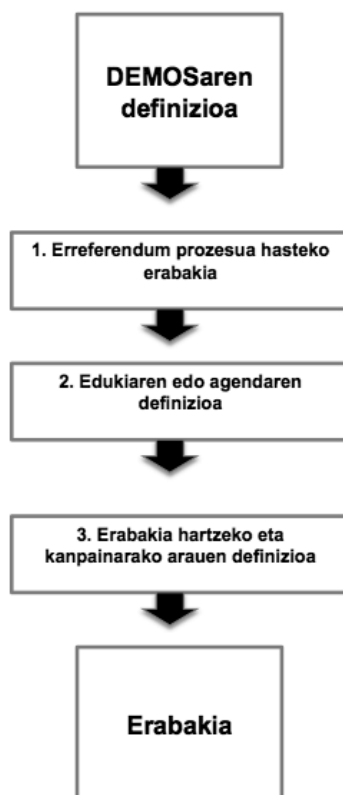 DEMOSaren
definizioa
1. Erreferendum prozesua hasteko
erabakia
2. Edukiaren edo agendaren
definizioa
3. Erabakia hartzeko eta
kanpainarako arauen definizioa
Erabakia